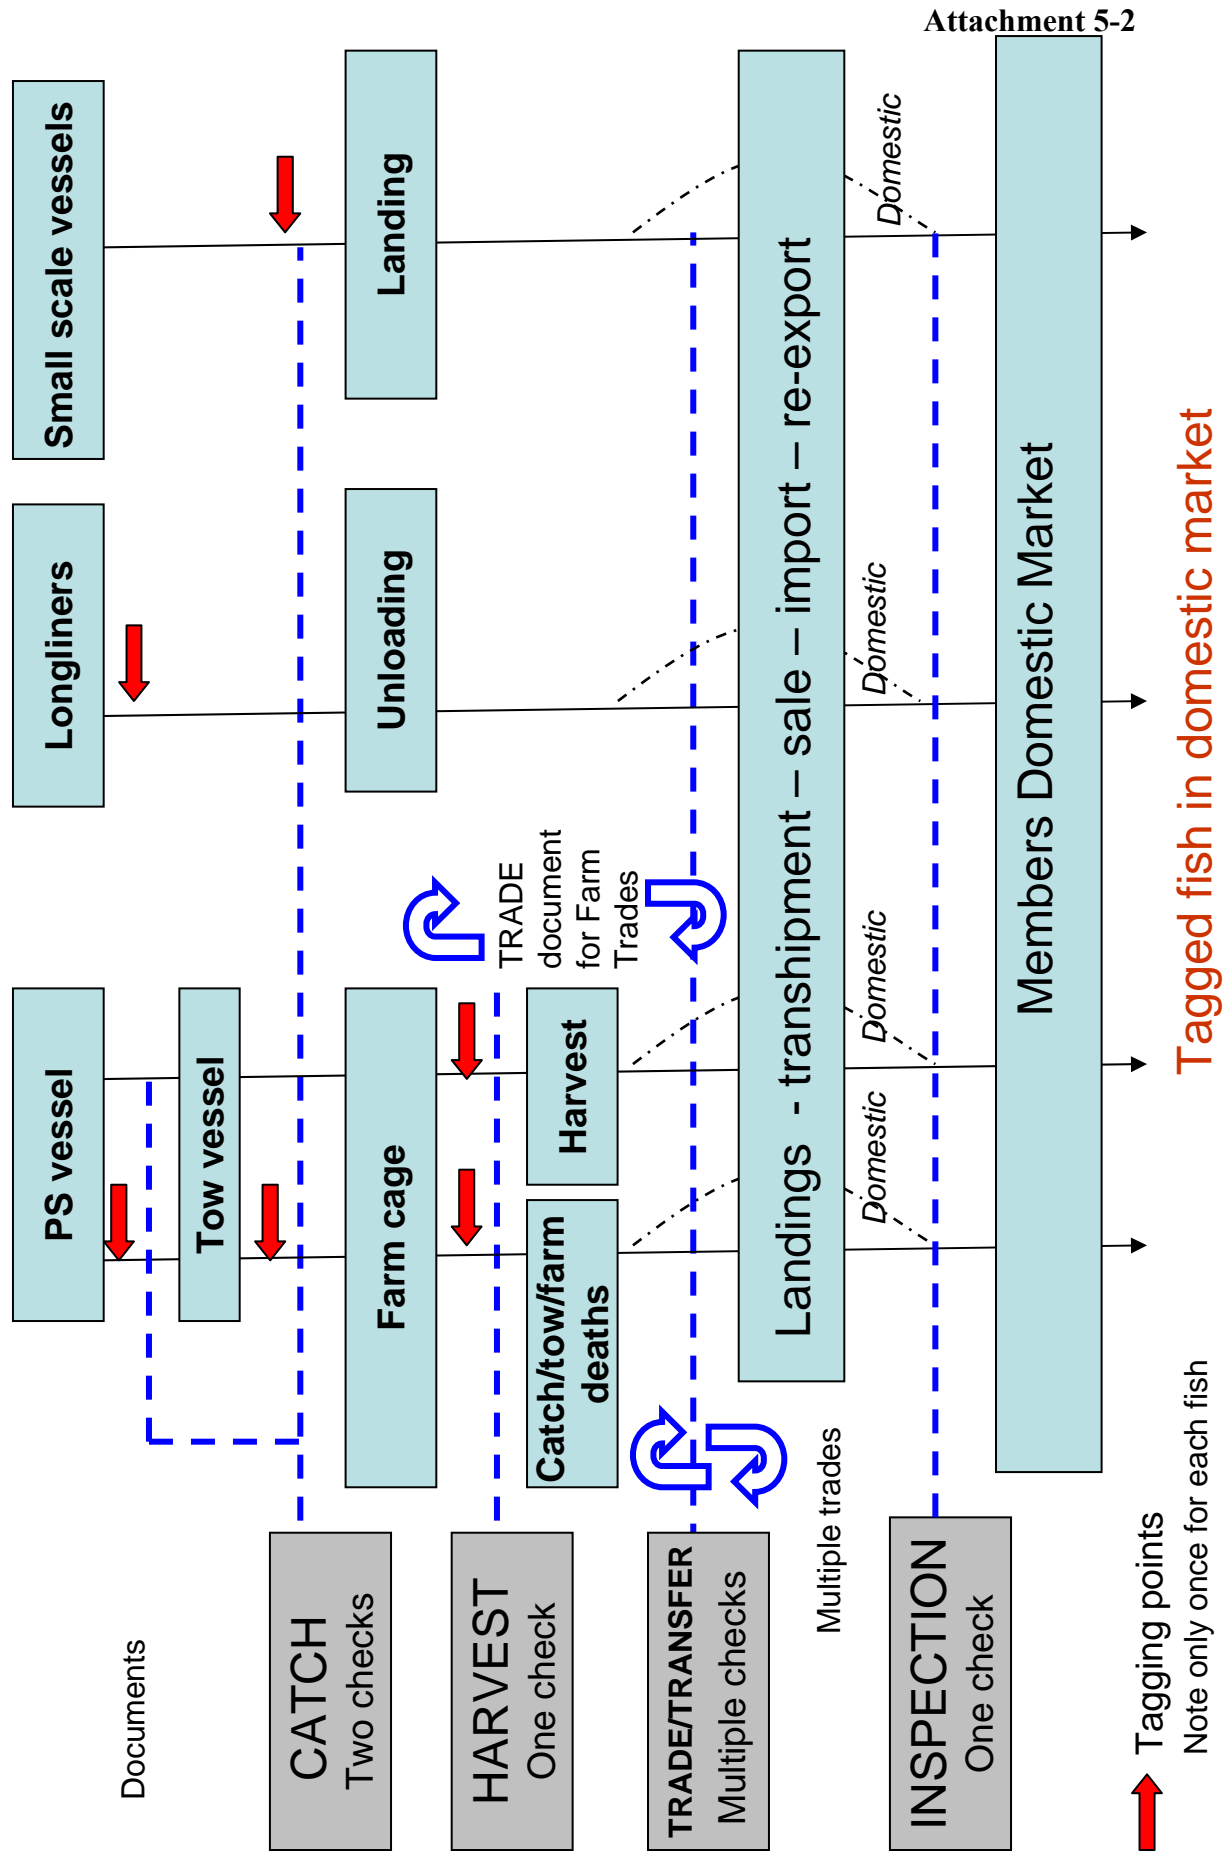 Attachment 5-2
Documents
PS vessel
Longliners
Small scale vessels
Tow vessel
CATCH
Two checks
Farm cage
Unloading
Landing
HARVEST
One check
TRADE
document
for Farm
Trades
Catch/tow/farm
deaths
Harvest
TRADE/TRANSFER
Multiple checks
Multiple trades
Landings - transhipment – sale – import – re-export
Domestic
Domestic
Domestic
Domestic
INSPECTION
One check
Members Domestic Market
Tagging points
Note only once for each fish
Tagged fish in domestic market